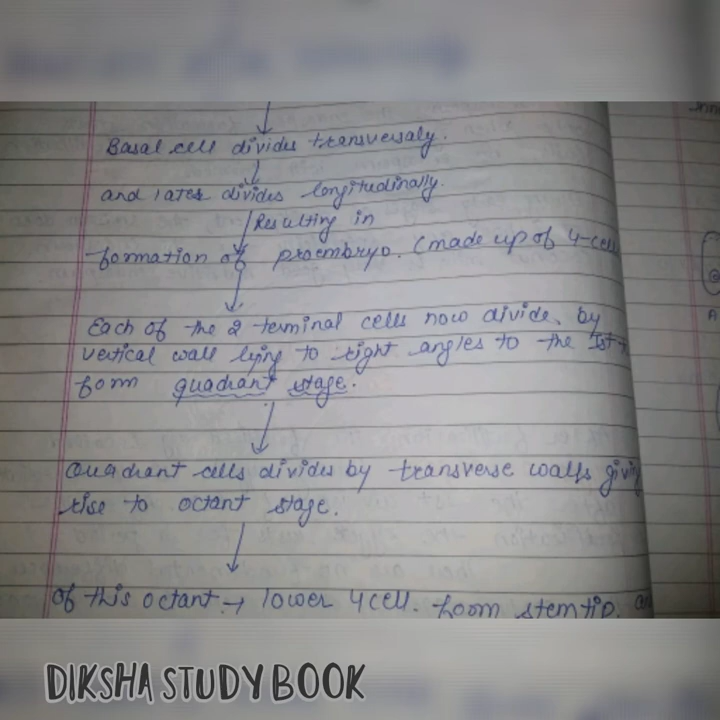 Basal cell divides transversaly.
and later divides longitudinally.
Resulting in
formation of proembryo. (made up of 4-cell
Each of the 2 terminal cells now divide, by
vertical wall lying to right angles to the Ist
form quadrant stage.
Quadrant cells divides by transverse walls giving
rise to octant stage.
of this octant → lower 4 cell. form stem tip.
DIKSHA STUDY BOOK